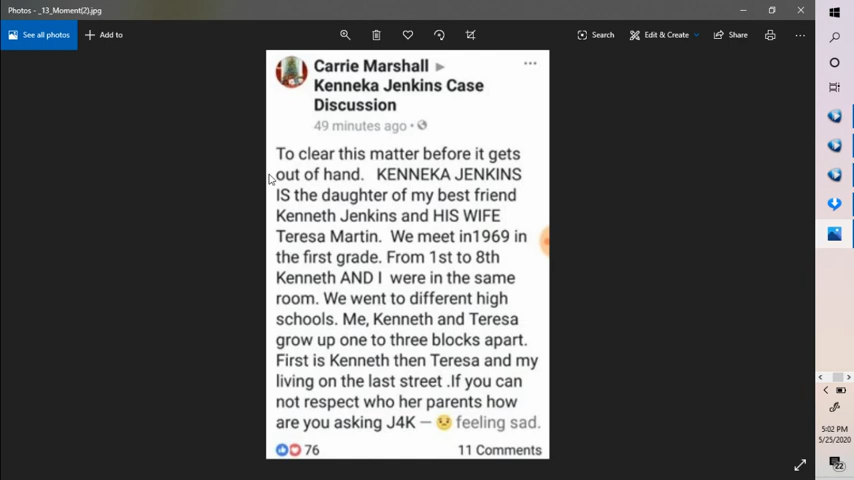 Photos - _13_Moment(2).jpg
See all photos
Add to
Search
Edit & Create
Share
Carrie Marshall
Kenneka Jenkins Case
Discussion
49 minutes ago
To clear this matter before it gets
out of hand. KENNEKA JENKINS
IS the daughter of my best friend
Kenneth Jenkins and HIS WIFE
Teresa Martin. We meet in1969 in
the first grade. From 1st to 8th
Kenneth AND I were in the same
room. We went to different high
schools. Me, Kenneth and Teresa
grow up one to three blocks apart.
First is Kenneth then Teresa and my
living on the last street .If you can
not respect who her parents how
are you asking J4K — feeling sad.
76
11 Comments
5:02 PM
5/25/2020
22